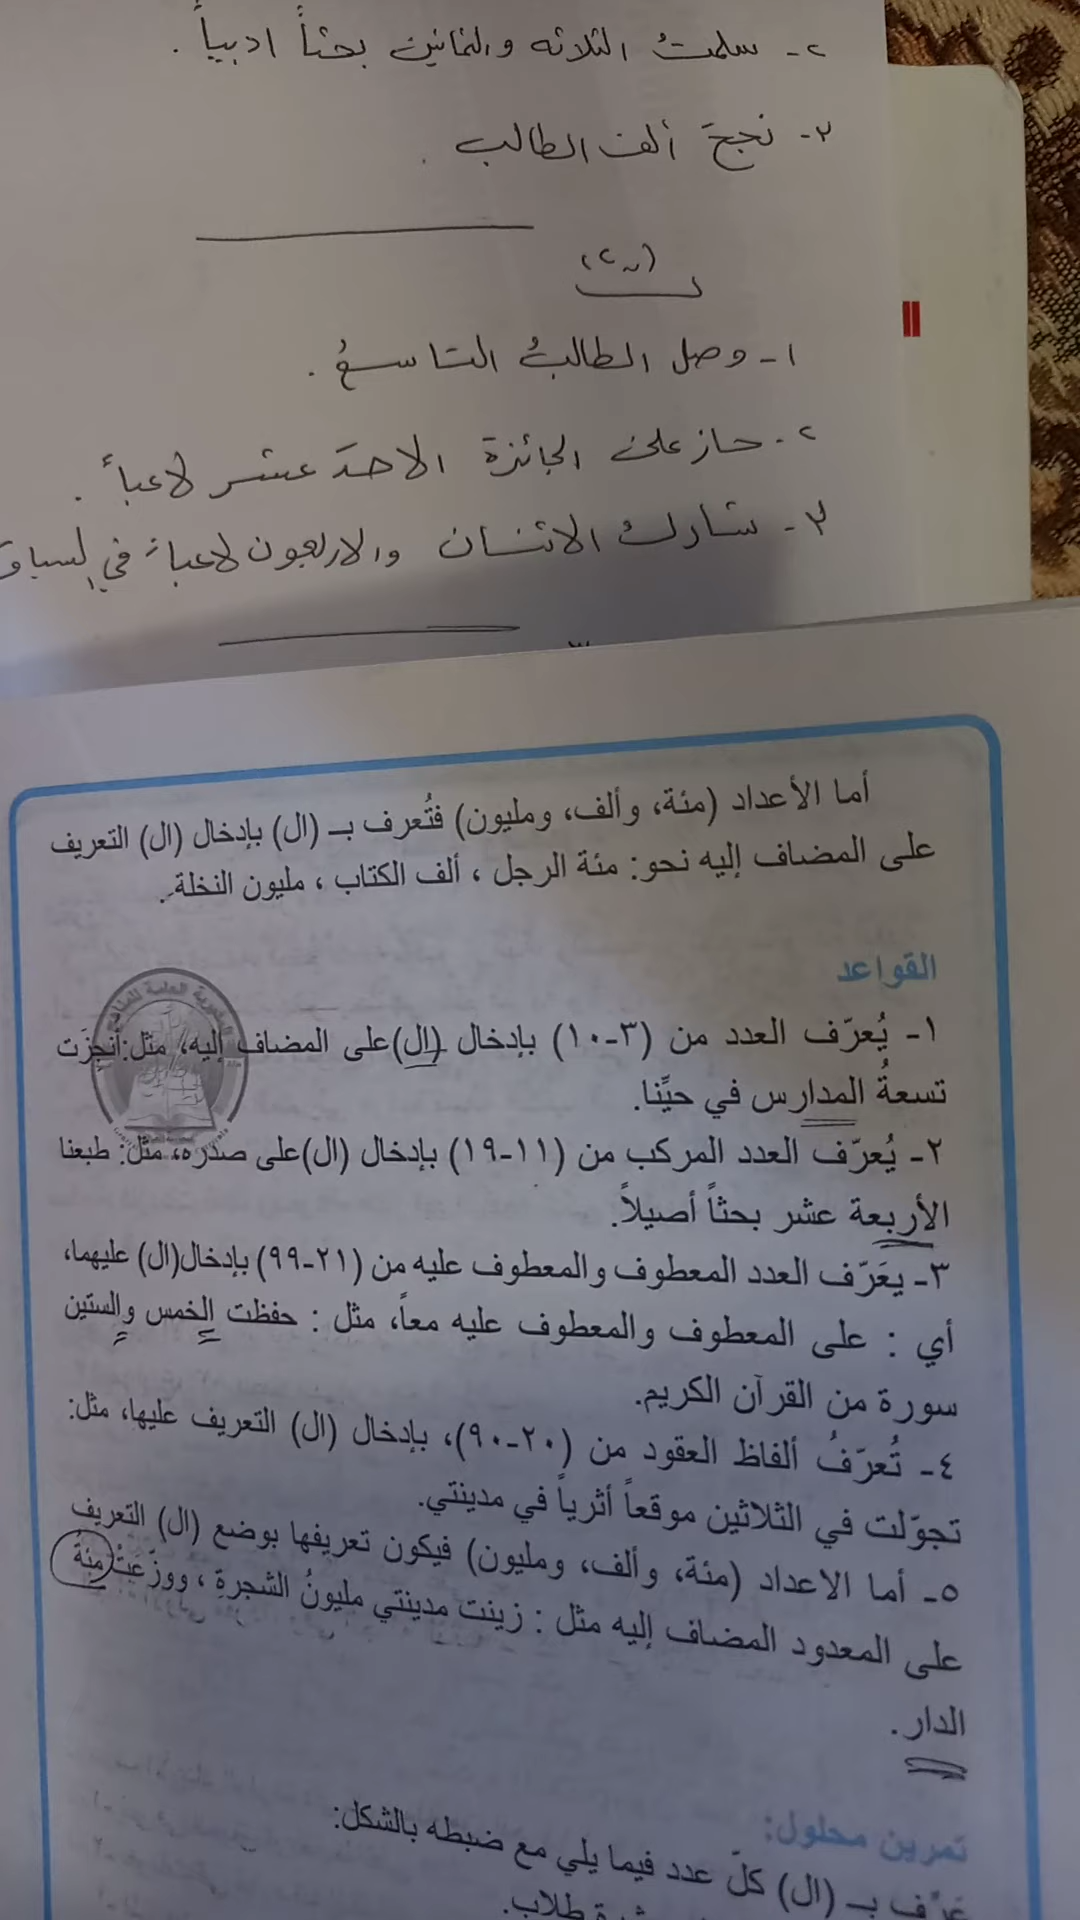 ٢- سلمتُ الثلاثه والثمانين بحثاً ادبياً .
٣- نجحَ ألف الطالب .
ت (٢)
١- وصل الطالبُ التاسعُ .
٢- حاز على الجائزة الاحدَ عشر لاعباً .
٣- شارك الاثنان والاربعون لاعباً في السباق
أما الأعداد (مئة، وألف، ومليون) فتُعرف بـ (ال) بإدخال (ال) التعريف
على المضاف إليه نحو: مئة الرجل ، ألف الكتاب ، مليون النخلة.
القواعد
١- يُعرّف العدد من (٣-١٠) بإدخال (ال) على المضاف إليه، مثل: أنجزَت
تسعةُ المدارس في حيِّنا.
٢- يُعرّف العدد المركب من (١١-١٩) بإدخال (ال) على صدره، مثل: طبعنا
الأربعة عشر بحثاً أصيلاً.
٣- يعَرّف العدد المعطوف والمعطوف عليه من (٢١-٩٩) بإدخال (ال) عليهما،
أي : على المعطوف والمعطوف عليه معاً، مثل : حفظت الخمس والستين
سورة من القرآن الكريم.
٤- تُعرّفُ ألفاظ العقود من (٢٠-٩٠)، بإدخال (ال) التعريف عليها، مثل:
تجوّلت في الثلاثين موقعاً أثرياً في مدينتي.
٥- أما الاعداد (مئة، وألف، ومليون) فيكون تعريفها بوضع (ال) التعريف
على المعدود المضاف إليه مثل : زينت مدينتي مليونُ الشجرةِ ، ووزّعَتُ مئةُ
الدار.
تمرين محلول:
عَرِّف بـ (ال) كلّ عدد فيما يلي مع ضبطه بالشكل:
طلاب.